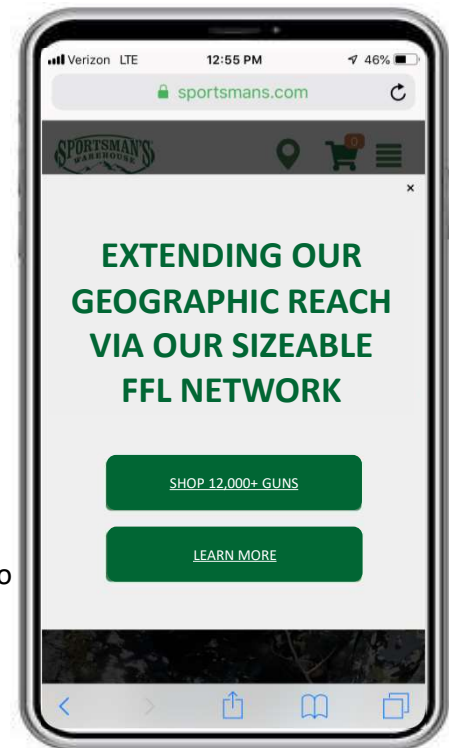 Verizon LTE 12:55 PM 46%
sportsmans.com
SPORTSMAN'S
WAREHOUSE
0
×
EXTENDING OUR
GEOGRAPHIC REACH
VIA OUR SIZEABLE
FFL NETWORK
SHOP 12,000+ GUNS
LEARN MORE
o